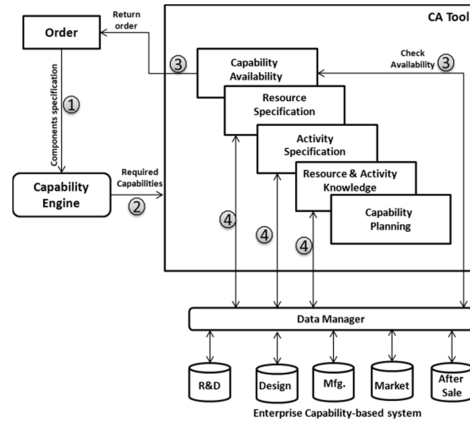 CA Tool
Order
Return
order
3
Capability
Availability
Check
Availability
3
Components specification
1
Resource
Specification
Activity
Specification
Required
Capabilities
Capability
Engine
2
Resource & Activity
Knowledge
Capability
Planning
4
4
4
Data Manager
R&D
Design
Mfg.
Market
After
Sale
Enterprise Capability-based system